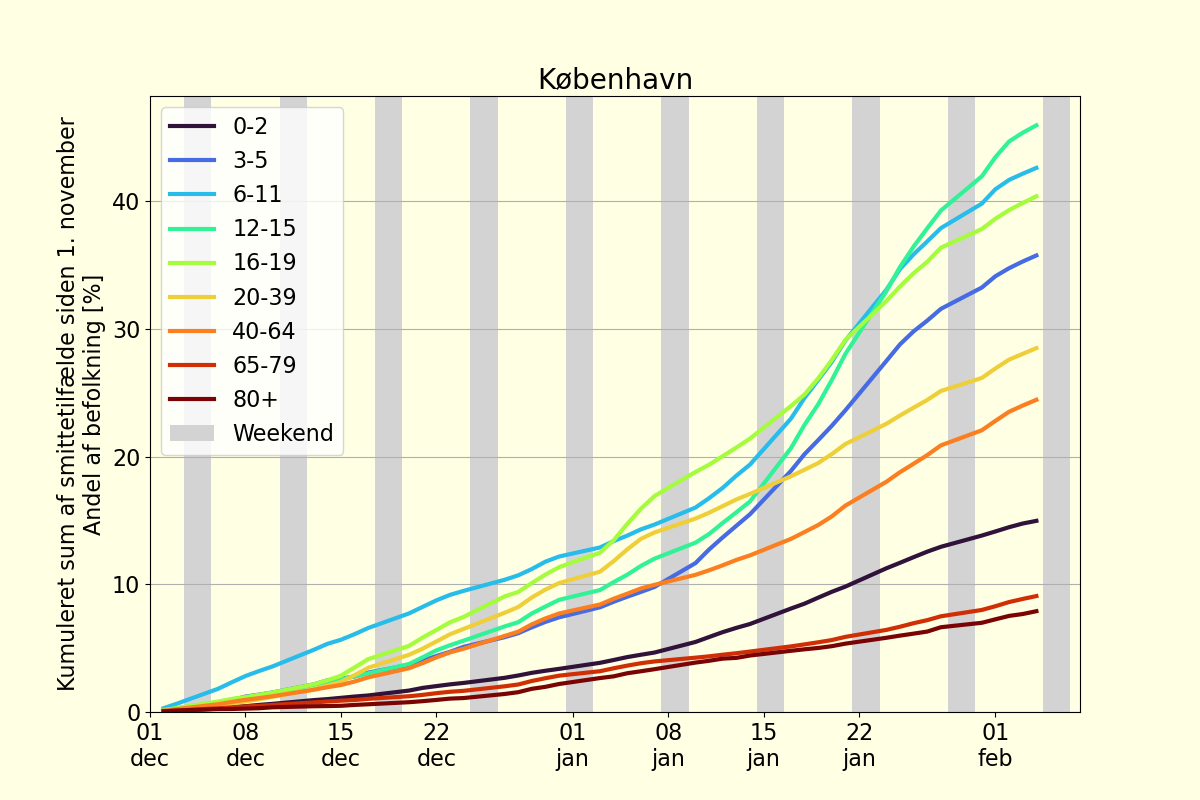 København
Kumuleret sum af smittetilfælde siden 1. november
Andel af befolkning [%]
40
30
20
10
0
0-2
3-5
6-11
12-15
16-19
20-39
40-64
65-79
80+
Weekend
01 08 15 22 01 08 15 22 01
dec dec dec dec jan jan jan jan feb